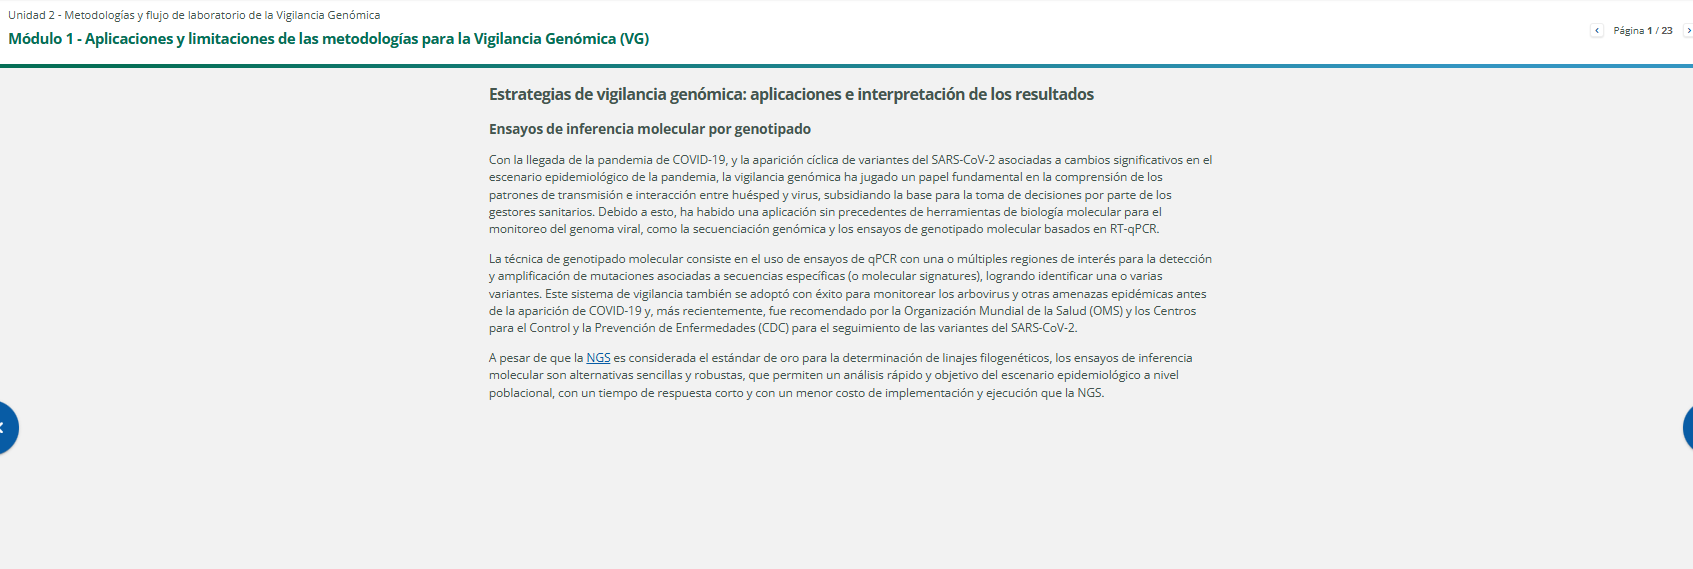 Unidad 2 - Metodologías y flujo de laboratorio de la Vigilancia Genómica
Módulo 1 - Aplicaciones y limitaciones de las metodologías para la Vigilancia Genómica (VG)
Página 1 / 23
Estrategias de vigilancia genómica: aplicaciones e interpretación de los resultados
Ensayos de inferencia molecular por genotipado
Con la llegada de la pandemia de COVID-19, y la aparición cíclica de variantes del SARS-CoV-2 asociadas a cambios significativos en el
escenario epidemiológico de la pandemia, la vigilancia genómica ha jugado un papel fundamental en la comprensión de los
patrones de transmisión e interacción entre huésped y virus, subsidiando la base para la toma de decisiones por parte de los
gestores sanitarios. Debido a esto, ha habido una aplicación sin precedentes de herramientas de biología molecular para el
monitoreo del genoma viral, como la secuenciación genómica y los ensayos de genotipado molecular basados en RT-qPCR.
La técnica de genotipado molecular consiste en el uso de ensayos de qPCR con una o múltiples regiones de interés para la detección
y amplificación de mutaciones asociadas a secuencias específicas (o molecular signatures), logrando identificar una o varias
variantes. Este sistema de vigilancia también se adoptó con éxito para monitorear los arbovirus y otras amenazas epidémicas antes
de la aparición de COVID-19 y, más recientemente, fue recomendado por la Organización Mundial de la Salud (OMS) y los Centros
para el Control y la Prevención de Enfermedades (CDC) para el seguimiento de las variantes del SARS-CoV-2.
A pesar de que la NGS es considerada el estándar de oro para la determinación de linajes filogenéticos, los ensayos de inferencia
molecular son alternativas sencillas y robustas, que permiten un análisis rápido y objetivo del escenario epidemiológico a nivel
poblacional, con un tiempo de respuesta corto y con un menor costo de implementación y ejecución que la NGS.